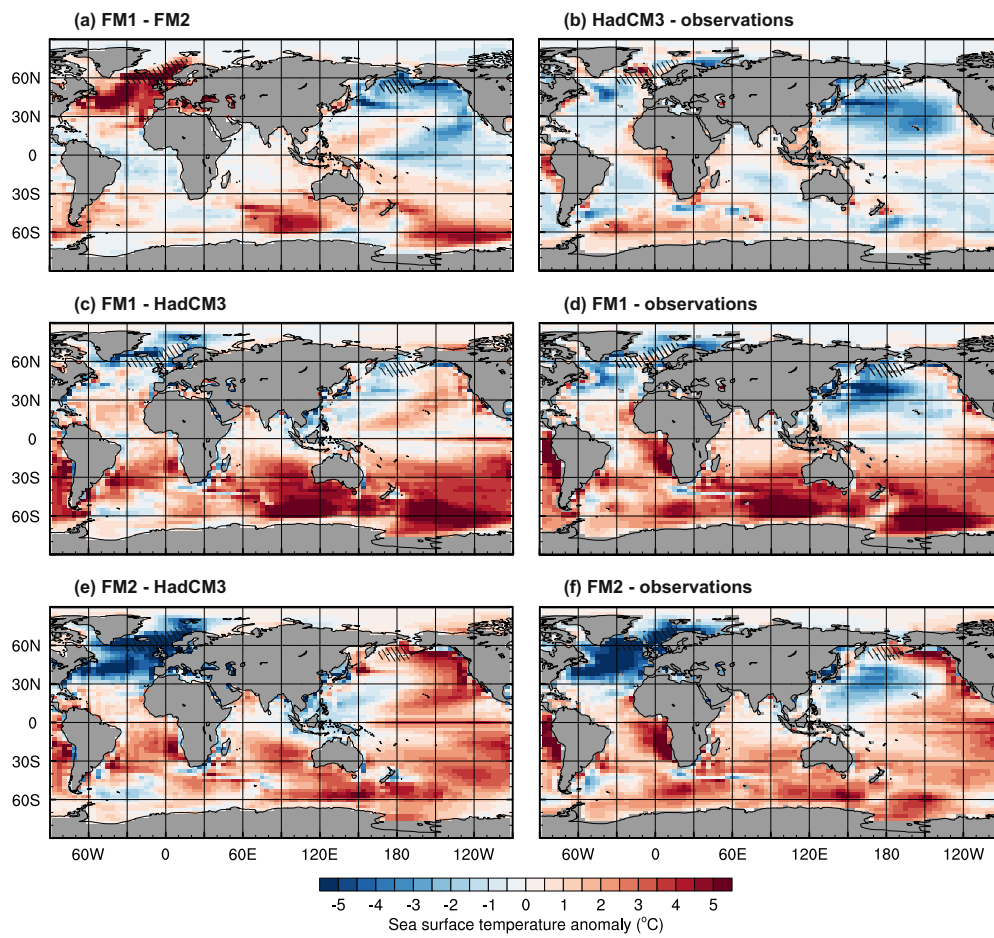 (a) FM1 - FM2
(b) HadCM3 - observations
60N
30N
0
30S
60S
(c) FM1 - HadCM3
(d) FM1 - observations
60N
30N
0
30S
60S
(e) FM2 - HadCM3
(f) FM2 - observations
60N
30N
0
30S
60S
60W 0 60E 120E 180 120W 60W 0 60E 120E 180 120W
-5 -4 -3 -2 -1 0 1 2 3 4 5
Sea surface temperature anomaly (°C)